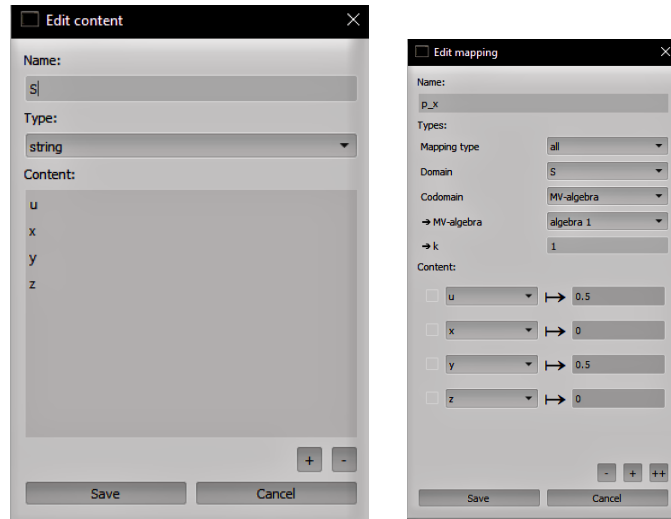 Edit content
Name:
S
Type:
string
Content:
u
x
y
z
+ -
Save Cancel
Edit mapping
Name:
p_x
Types:
Mapping type all
Domain S
Codomain MV-algebra
→ MV-algebra algebra 1
→ k 1
Content:
u ↦ 0.5
x ↦ 0
y ↦ 0.5
z ↦ 0
- + ++
Save Cancel